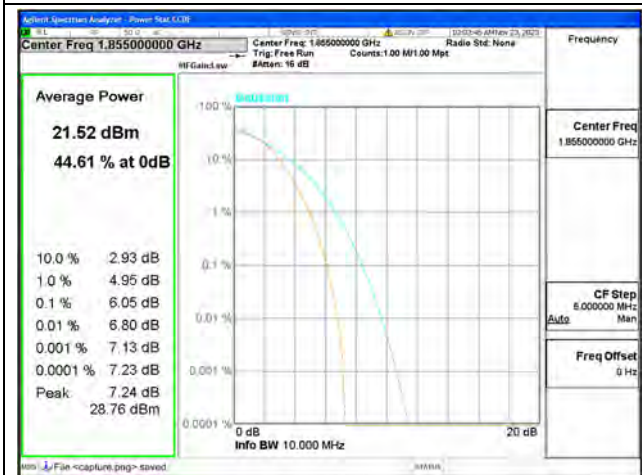 Agilent Spectrum Analyzer - Power Stat CCDF
Center Freq 1.855000000 GHz
Center Freq: 1.855000000 GHz
Radio Std: None
Trig: Free Run
Counts:1.00 M/1.00 Mpt
#IFGain:Low
#Atten: 16 dB
Frequency
Average Power
21.52 dBm
44.61 % at 0dB
10.0 % 2.93 dB
1.0 % 4.95 dB
0.1 % 6.05 dB
0.01 % 6.80 dB
0.001 % 7.13 dB
0.0001 % 7.23 dB
Peak 7.24 dB
28.76 dBm
Gaussian
100 %
10 %
1 %
0.1 %
0.01 %
0.001 %
0.0001 %
0 dB
20 dB
Info BW 10.000 MHz
Center Freq
1.855000000 GHz
CF Step
6.000000 MHz
Auto Man
Freq Offset
0 Hz
MSG File <capture.png> saved
STATUS